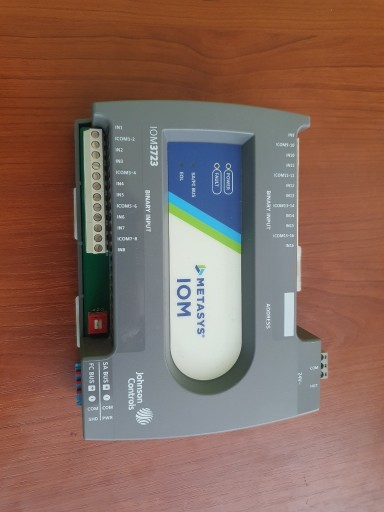 IOM3723
IN1
ICOM1-2
IN2
IN3
ICOM3-4
IN4
IN5
ICOM5-6
IN6
IN7
ICOM7-8
IN8
BINARY INPUT
POWER
FAULT
SA/FC BUS
EOL
METASYS®
IOM
IN9
ICOM9-10
IN10
IN11
ICOM11-12
IN12
IN13
ICOM13-14
IN14
IN15
ICOM15-16
IN16
BINARY INPUT
ADDRESS
24V~
COM
HOT
Johnson
Controls
SA BUS
+
-
COM
PWR
FC BUS
+
-
COM
SHD